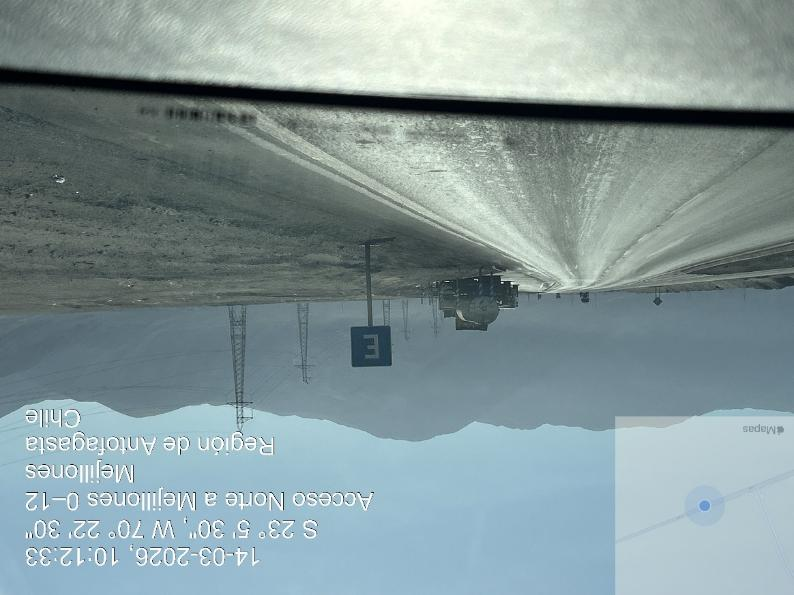 14-03-2026, 10:12:33
S 23° 5' 30", W 70° 22' 30"
Acceso Norte a Mejillones 0–12
Mejillones
Región de Antofagasta
Chile
Mapas
E